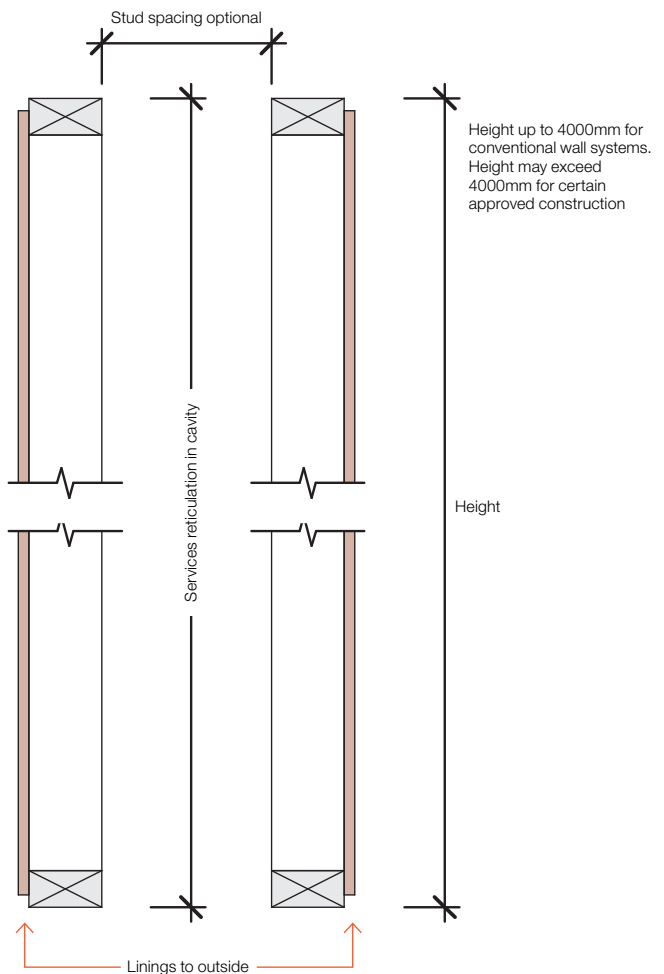 Stud spacing optional
Height up to 4000mm for
conventional wall systems.
Height may exceed
4000mm for certain
approved construction
Services reticulation in cavity
Height
Linings to outside